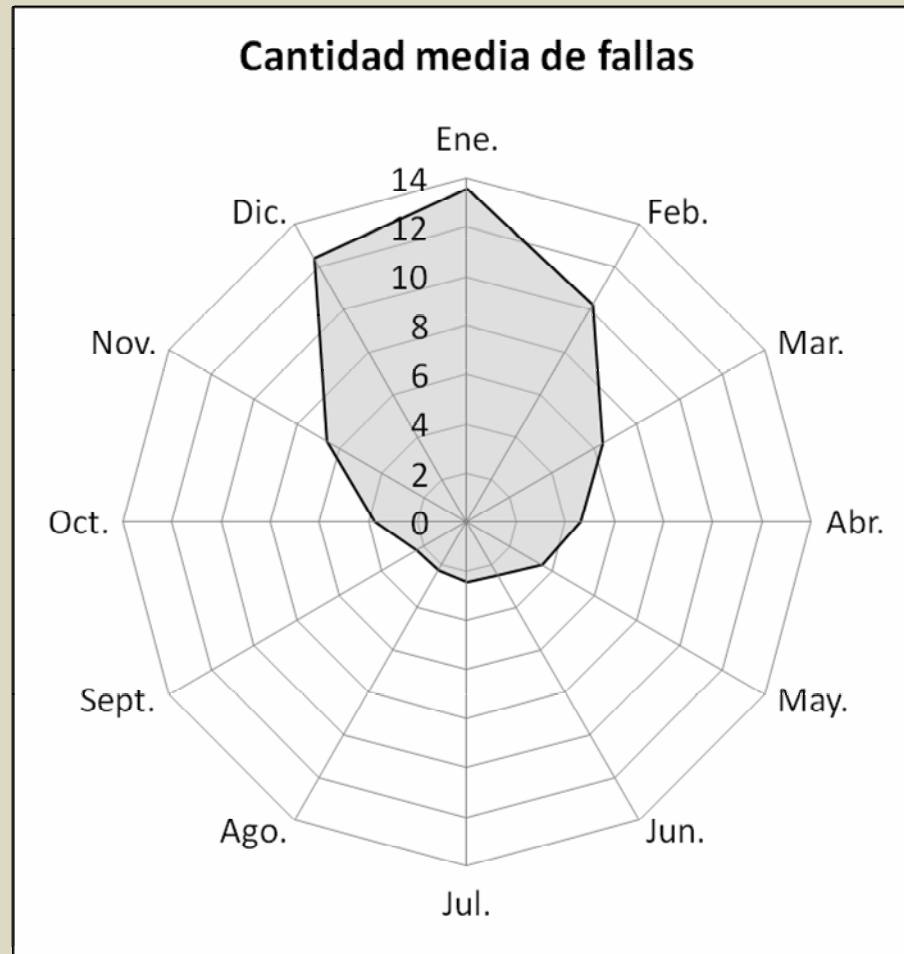 Cantidad media de fallas
Ene.
14
Dic.
Feb.
12
10
8
Nov.
Mar.
6
4
2
Oct.
0
Abr.
Sept.
May.
Ago.
Jun.
Jul.